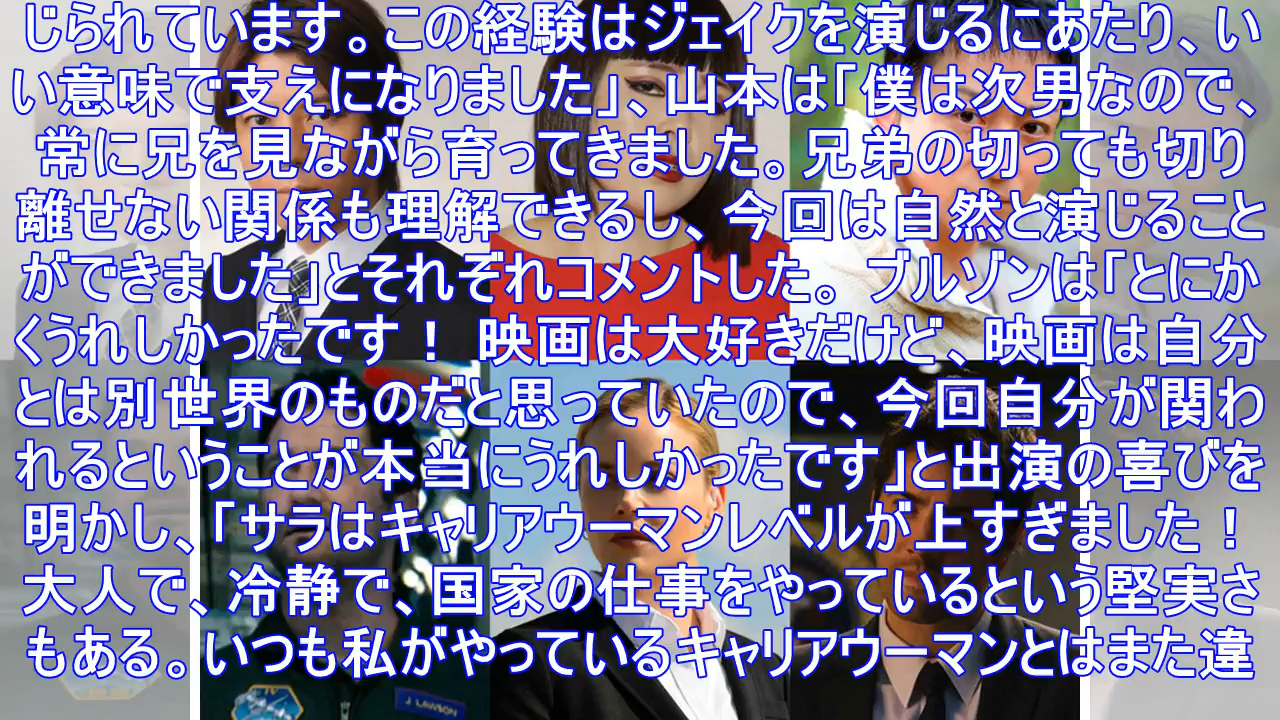 じられています。この経験はジェイクを演じるにあたり、い
い意味で支えになりました」、山本は「僕は次男なので、
常に兄を見ながら育ってきました。兄弟の切っても切り
離せない関係も理解できるし、今回は自然と演じること
ができました」とそれぞれコメントした。ブルゾンは「とにか
くうれしかったです！ 映画は大好きだけど、映画は自分
とは別世界のものだと思っていたので、今回自分が関わ
れるということが本当にうれしかったです」と出演の喜びを
明かし、「サラはキャリアウーマンレベルが上すぎました！
大人で、冷静で、国家の仕事をやっているという堅実さ
もある。いつも私がやっているキャリアウーマンとはまた違
J LAWSON